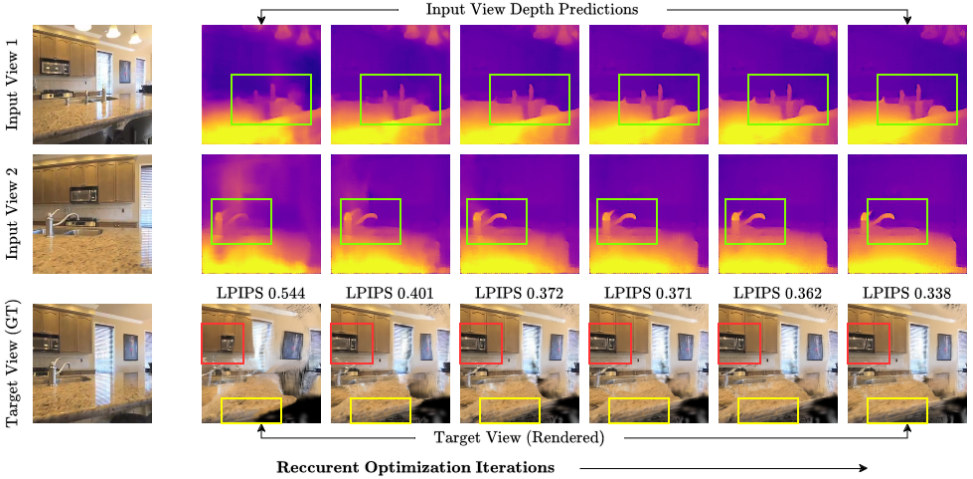 Input View Depth Predictions
Input View 1
Input View 2
LPIPS 0.544 LPIPS 0.401 LPIPS 0.372 LPIPS 0.371 LPIPS 0.362 LPIPS 0.338
Target View (GT)
Target View (Rendered)
Reccurent Optimization Iterations